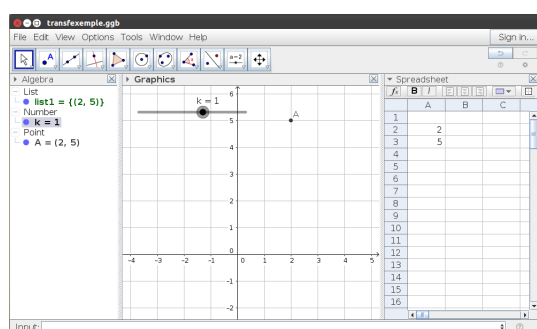 transfexemple.ggb
File Edit View Options Tools Window Help
Sign in...
a=2
Algebra
Graphics
Spreadsheet
List
list1 = {(2, 5)}
Number
k = 1
Point
A = (2, 5)
k = 1
A
6
5
4
3
2
1
0
-1
-2
-4 -3 -2 -1 0 1 2 3 4 5
fx B I
A B C
1
2 2
3 5
4
5
6
7
8
9
10
11
12
13
14
15
16
Input: